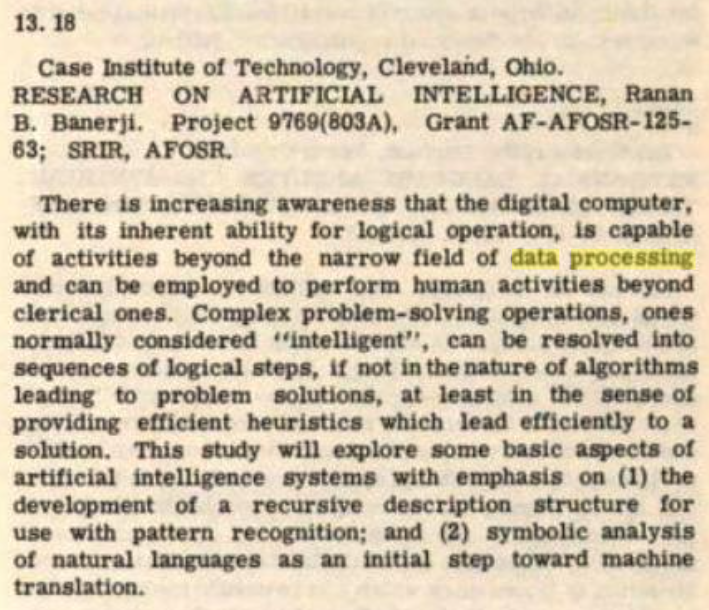 13.18
Case Institute of Technology, Cleveland, Ohio.
RESEARCH ON ARTIFICIAL INTELLIGENCE, Ranan
B. Banerji. Project 9769(803A), Grant AF-AFOSR-125-
63; SRIR, AFOSR.
There is increasing awareness that the digital computer,
with its inherent ability for logical operation, is capable
of activities beyond the narrow field of data processing
and can be employed to perform human activities beyond
clerical ones. Complex problem-solving operations, ones
normally considered "intelligent", can be resolved into
sequences of logical steps, if not in the nature of algorithms
leading to problem solutions, at least in the sense of
providing efficient heuristics which lead efficiently to a
solution. This study will explore some basic aspects of
artificial intelligence systems with emphasis on (1) the
development of a recursive description structure for
use with pattern recognition; and (2) symbolic analysis
of natural languages as an initial step toward machine
translation.